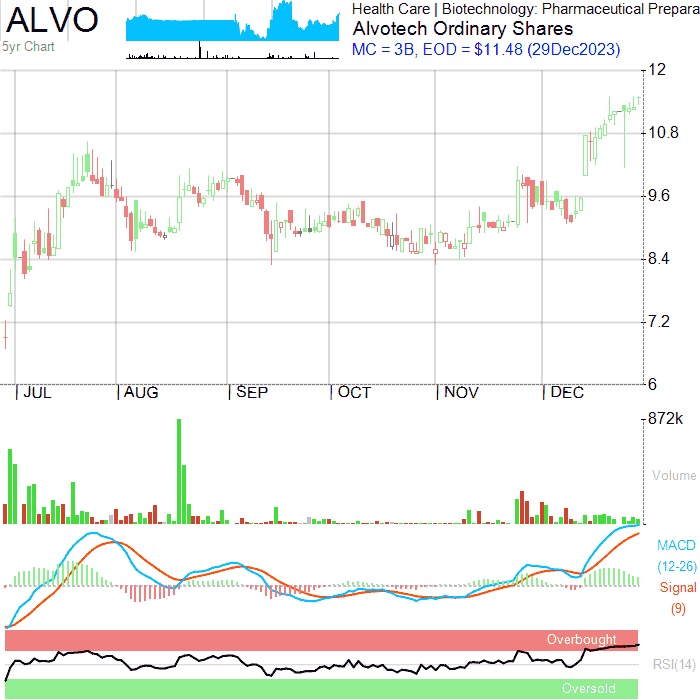 ALVO
5yr Chart
Health Care | Biotechnology: Pharmaceutical Prepara
Alvotech Ordinary Shares
MC = 3B, EOD = $11.48 (29Dec2023)
12
10.8
9.6
8.4
7.2
6
JUL
AUG
SEP
OCT
NOV
DEC
872k
Volume
MACD
(12-26)
Signal
(9)
Overbought
RSI(14)
Oversold